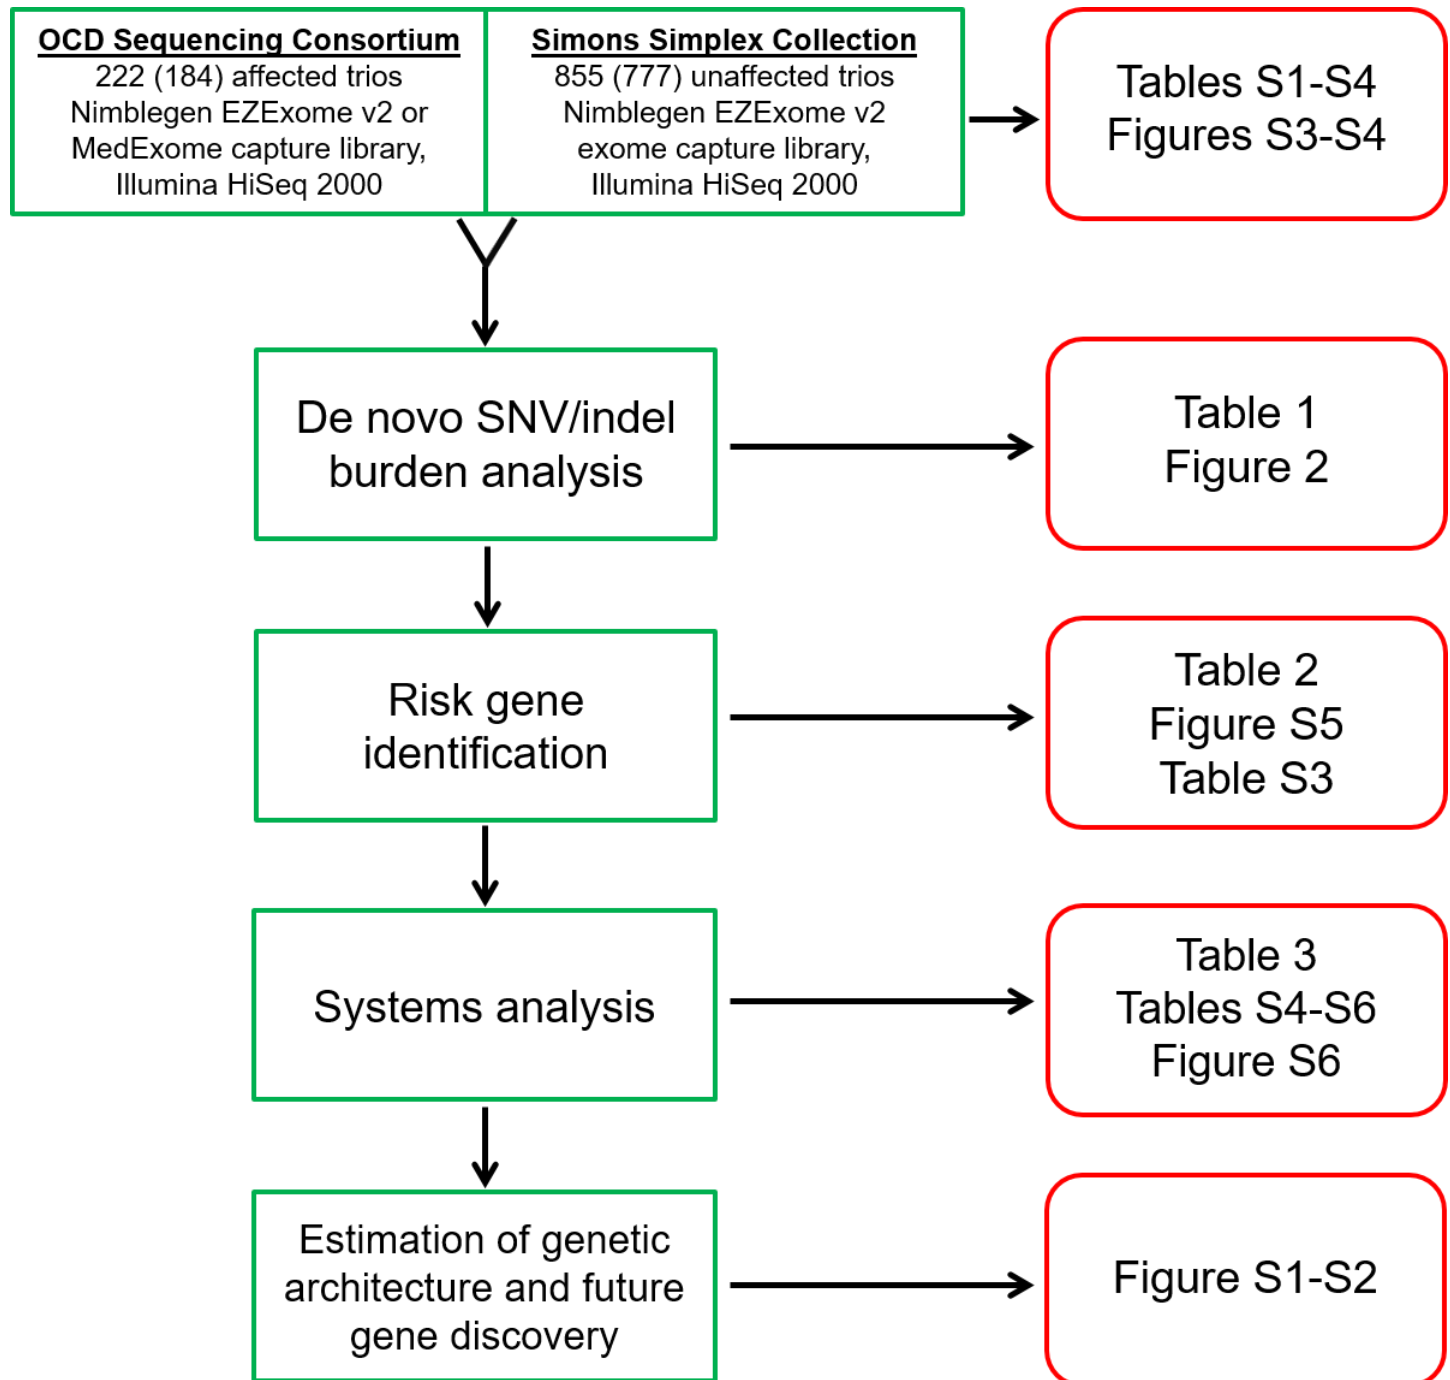 OCD Sequencing Consortium
222 (184) affected trios
Nimblegen EZExome v2 or
MedExome capture library,
Illumina HiSeq 2000
Simons Simplex Collection
855 (777) unaffected trios
Nimblegen EZExome v2
exome capture library,
Illumina HiSeq 2000
Tables S1-S4
Figures S3-S4
De novo SNV/indel
burden analysis
Table 1
Figure 2
Risk gene
identification
Table 2
Figure S5
Table S3
Systems analysis
Table 3
Tables S4-S6
Figure S6
Estimation of genetic
architecture and future
gene discovery
Figure S1-S2